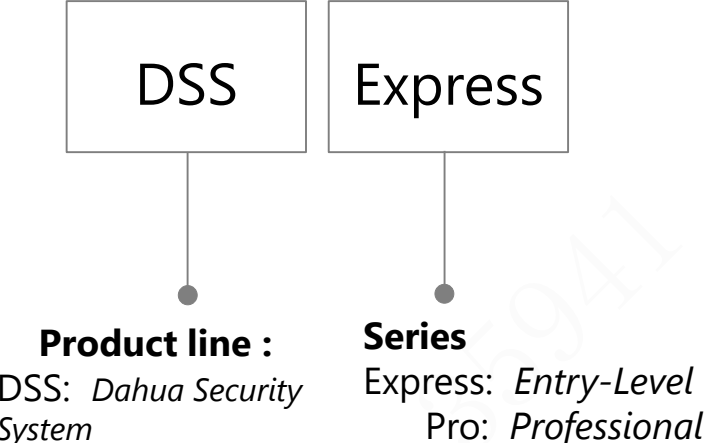 DSS Express
Product line :
DSS: Dahua Security
System
Series
Express: Entry-Level
Pro: Professional